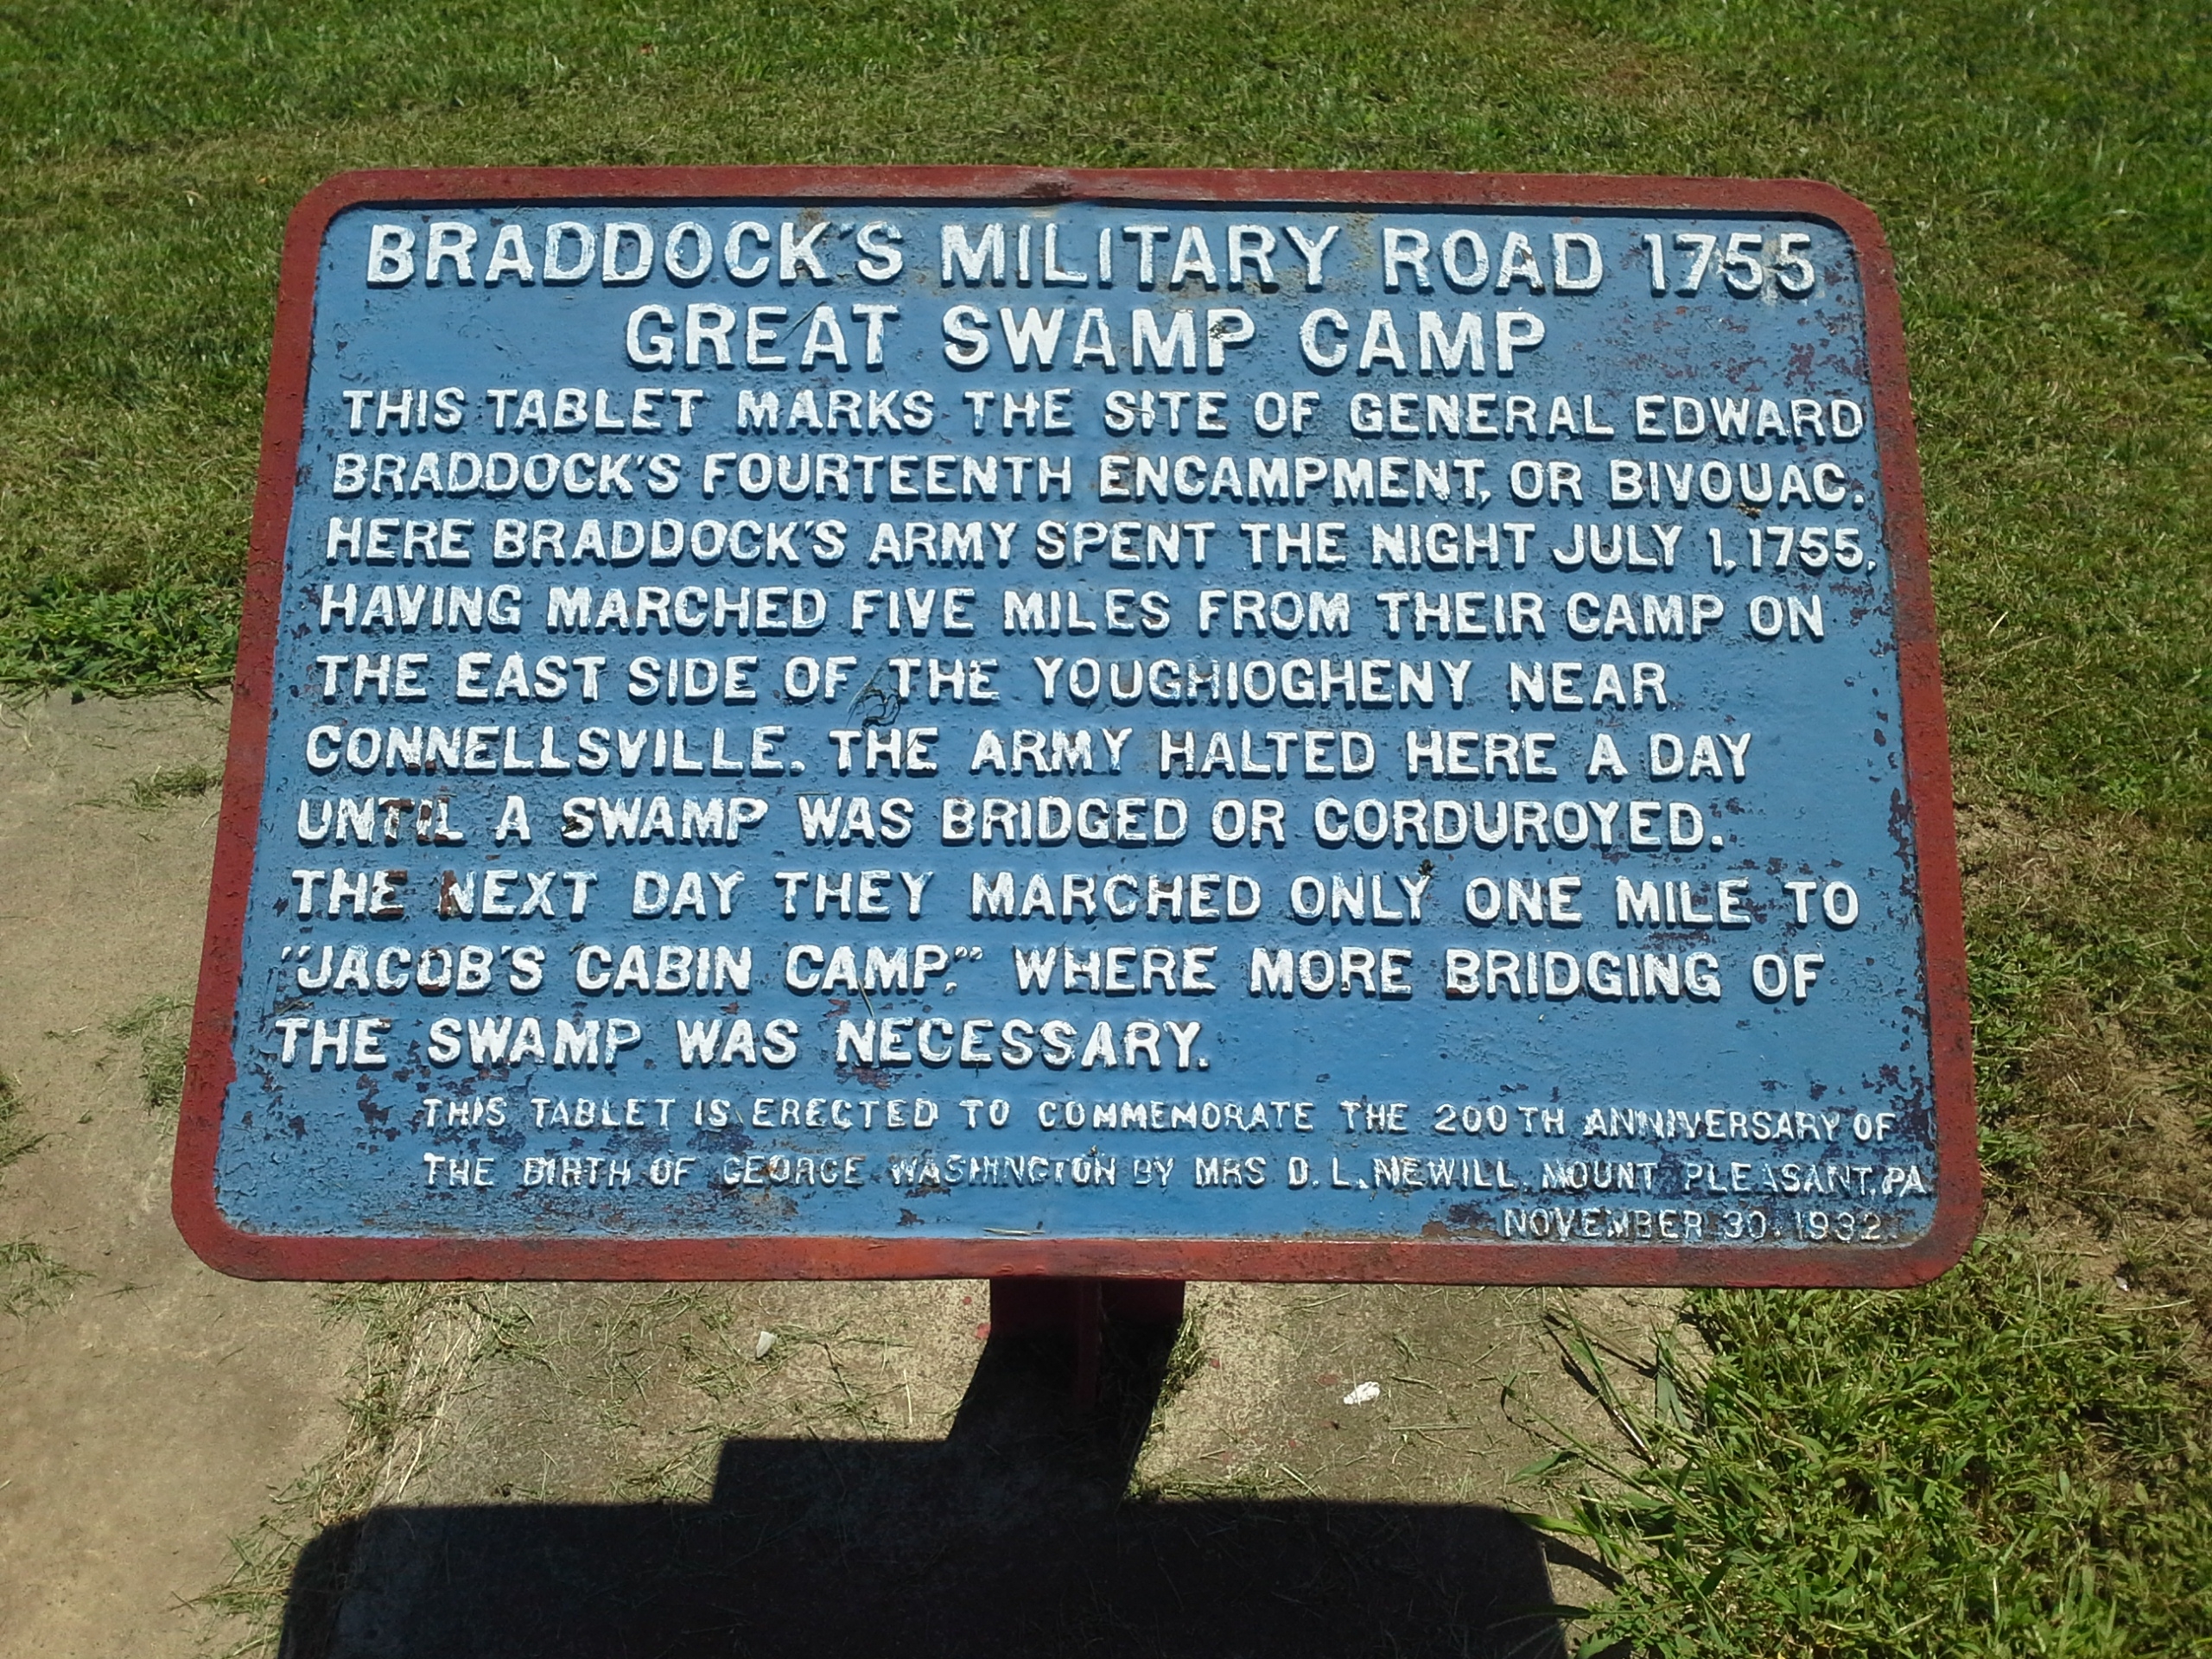 BRADDOCK'S MILITARY ROAD 1755
GREAT SWAMP CAMP
THIS TABLET MARKS THE SITE OF GENERAL EDWARD
BRADDOCK'S FOURTEENTH ENCAMPMENT, OR BIVOUAC.
HERE BRADDOCK'S ARMY SPENT THE NIGHT JULY 1, 1755,
HAVING MARCHED FIVE MILES FROM THEIR CAMP ON
THE EAST SIDE OF THE YOUGHIOGHENY NEAR
CONNELLSVILLE. THE ARMY HALTED HERE A DAY
UNTIL A SWAMP WAS BRIDGED OR CORDUROYED.
THE NEXT DAY THEY MARCHED ONLY ONE MILE TO
"JACOB'S CABIN CAMP," WHERE MORE BRIDGING OF
THE SWAMP WAS NECESSARY.
THIS TABLET IS ERECTED TO COMMEMORATE THE 200TH ANNIVERSARY OF
THE BIRTH OF GEORGE WASHINGTON BY MRS D. L. NEWILL, MOUNT PLEASANT, PA
NOVEMBER 30, 1932.